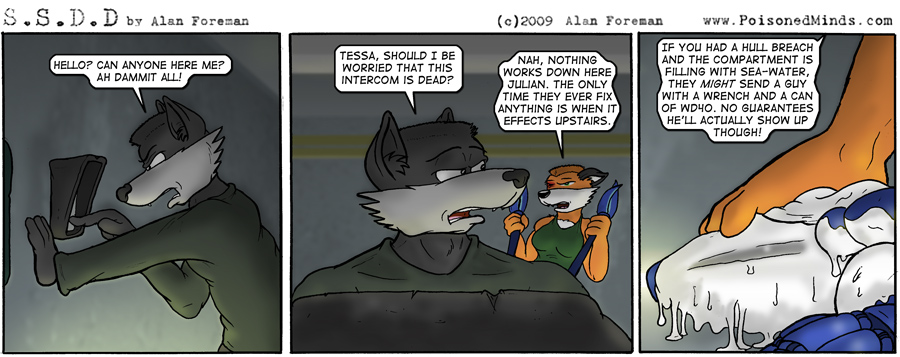 S.S.D.D by Alan Foreman (c)2009 Alan Foreman www.PoisonedMinds.com
HELLO? CAN ANYONE HERE ME?
AH DAMMIT ALL!
TESSA, SHOULD I BE
WORRIED THAT THIS
INTERCOM IS DEAD?
NAH, NOTHING
WORKS DOWN HERE
JULIAN. THE ONLY
TIME THEY EVER FIX
ANYTHING IS WHEN IT
EFFECTS UPSTAIRS.
IF YOU HAD A HULL BREACH
AND THE COMPARTMENT IS
FILLING WITH SEA-WATER,
THEY MIGHT SEND A GUY
WITH A WRENCH AND A CAN
OF WD40. NO GUARANTEES
HE'LL ACTUALLY SHOW UP
THOUGH!